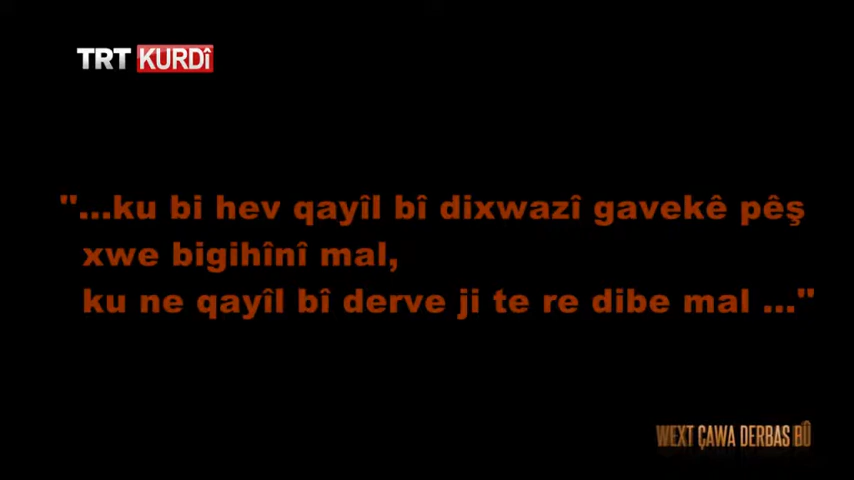 TRT KURDî
"...ku bi hev qayîl bî dixwazî gavekê pêş
xwe bigihînî mal,
ku ne qayîl bî derve ji te re dibe mal ..."
WEXT ÇAWA DERBAS BÛ